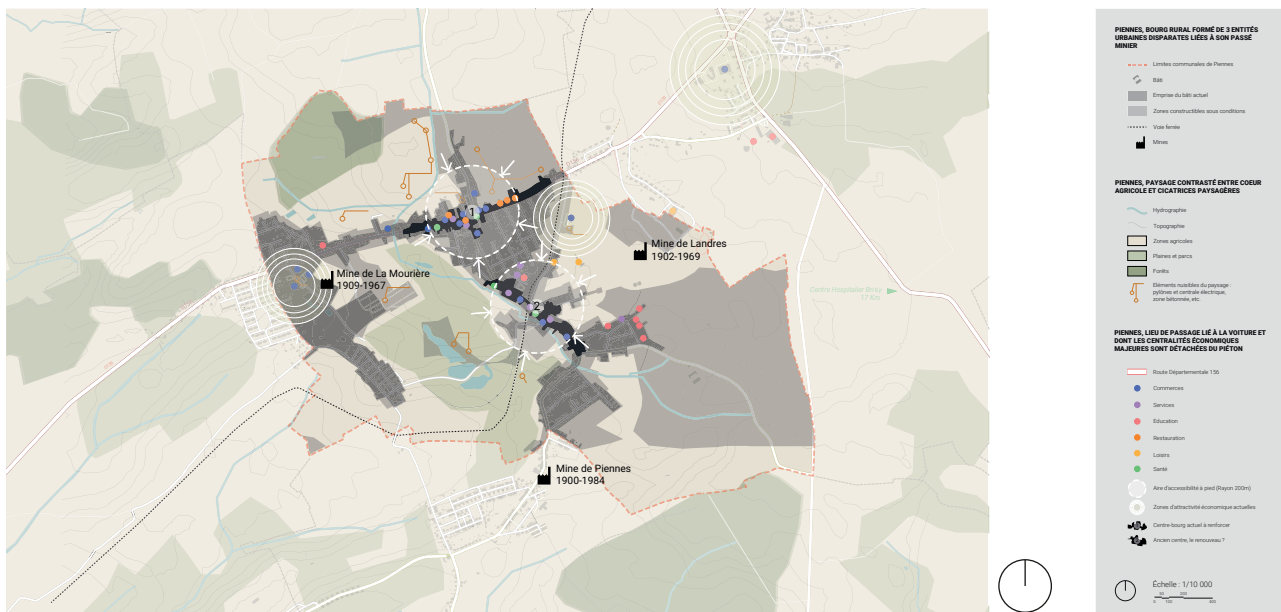 1
2
Mine de Landres
1902-1969
Mine de La Mourière
1909-1967
Mine de Piennes
1900-1984
Centre Hospitalier Briey
17 Km
PIENNES, BOURG RURAL FORMÉ DE 3 ENTITÉS
URBAINES DISPARATES LIÉES À SON PASSÉ
MINIER
Limites communales de Piennes
Bâti
Emprise du bâti actuel
Zones constructibles sous conditions
Voie ferrée
Mines
PIENNES, PAYSAGE CONTRASTÉ ENTRE COEUR
AGRICOLE ET CICATRICES PAYSAGÈRES
Hydrographie
Topographie
Zones agricoles
Plaines et parcs
Forêts
Eléments nuisibles du paysage :
pylônes et centrale électrique,
zone bétonnée, etc.
PIENNES, LIEU DE PASSAGE LIÉ À LA VOITURE ET
DONT LES CENTRALITÉS ÉCONOMIQUES
MAJEURES SONT DÉTACHÉES DU PIÉTON
Route Départementale 156
Commerces
Services
Education
Restauration
Loisirs
Santé
Aire d'accessibilité à pied (Rayon 200m)
Zones d'attractivité économique actuelles
Centre-bourg actuel à renforcer
Ancien centre, le renouveau ?
Échelle : 1/10 000
50 200
0 100 400